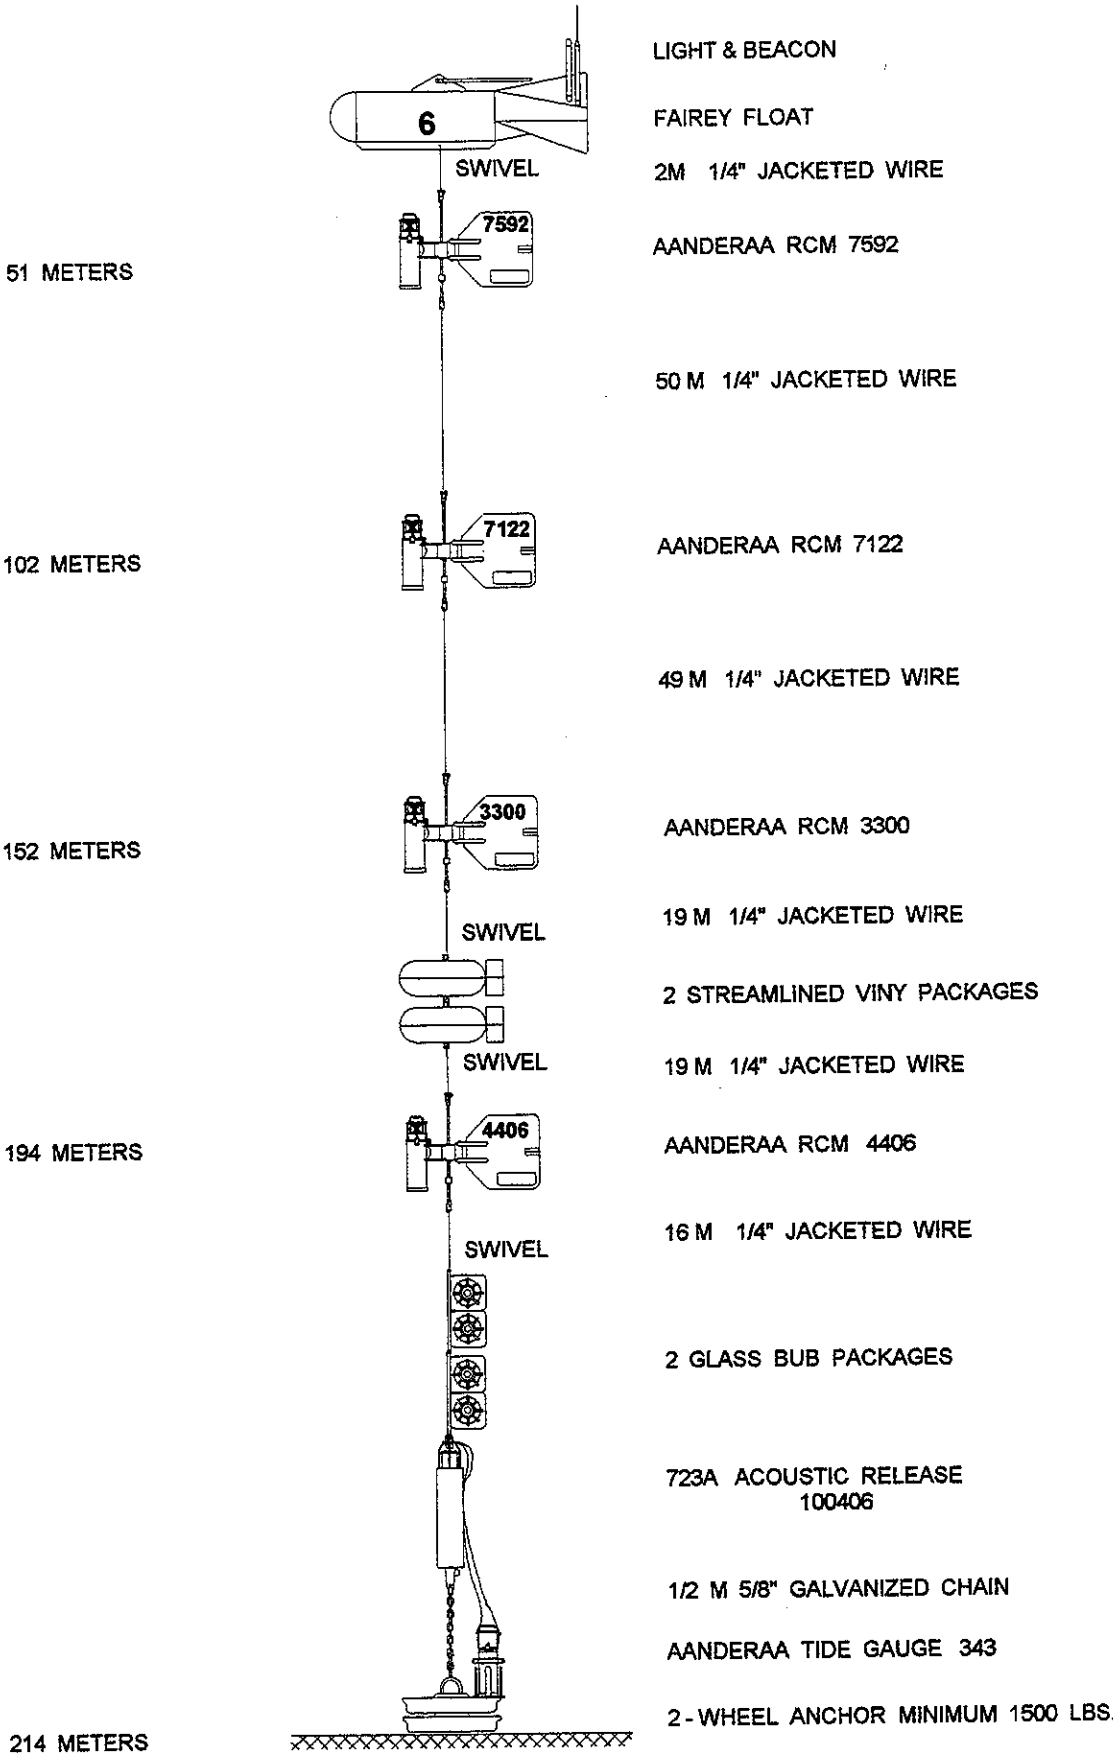 LIGHT & BEACON
FAIREY FLOAT
6
SWIVEL
2M 1/4" JACKETED WIRE
7592
AANDERAA RCM 7592
51 METERS
50 M 1/4" JACKETED WIRE
7122
AANDERAA RCM 7122
102 METERS
49 M 1/4" JACKETED WIRE
3300
AANDERAA RCM 3300
152 METERS
19 M 1/4" JACKETED WIRE
SWIVEL
2 STREAMLINED VINY PACKAGES
SWIVEL
19 M 1/4" JACKETED WIRE
4406
AANDERAA RCM 4406
194 METERS
16 M 1/4" JACKETED WIRE
SWIVEL
2 GLASS BUB PACKAGES
723A ACOUSTIC RELEASE
100406
1/2 M 5/8" GALVANIZED CHAIN
AANDERAA TIDE GAUGE 343
2-WHEEL ANCHOR MINIMUM 1500 LBS.
214 METERS